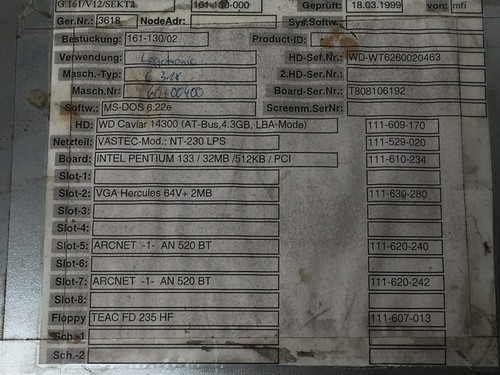 G.161/V12/SEKT2 161-130-000 Geprüft: 18.03.1999 von: mfi
Ger.Nr.: 3618 NodeAdr.: Sys.Softw.:
Bestückung: 161-130/02 Product-ID:
Verwendung: HD-Sef.Nr.: WD-WT6260020463
Masch.-Typ: 2.HD-Ser.Nr.:
Masch.Nr Board-Ser.Nr.: T808106192
Softw.: MS-DOS 6.22e Screenm.SerNr:
HD: WD Caviar 14300 (AT-Bus,4.3GB, LBA-Mode) 111-609-170
Netzteil: VASTEC-Mod.: NT-230 LPS 111-529-020
Board: INTEL PENTIUM 133 / 32MB /512KB / PCI 111-610-234
Slot-1:
Slot-2: VGA Hercules 64V+ 2MB 111-630-280
Slot-3:
Slot-4:
Slot-5: ARCNET -1- AN 520 BT 111-620-240
Slot-6:
Slot-7: ARCNET -1- AN 520 BT 111-620-242
Slot-8:
Floppy TEAC FD 235 HF 111-607-013
Sch.-1
Sch.-2